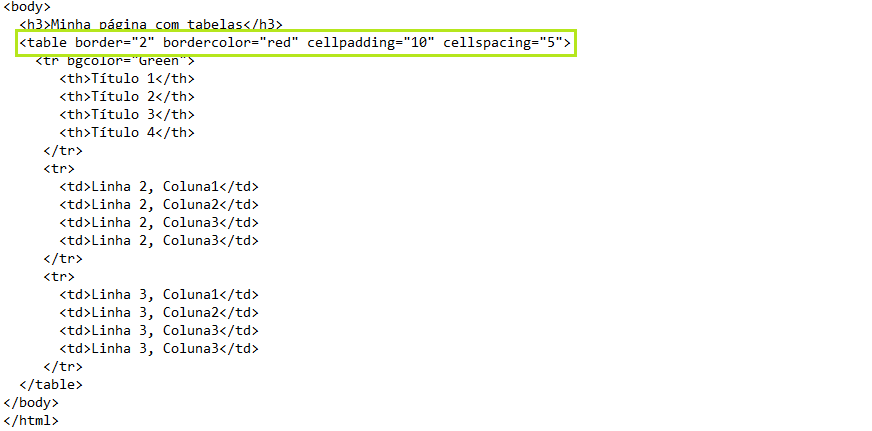 <body>
<h3>Minha página com tabelas</h3>
<table border="2" bordercolor="red" cellpadding="10" cellspacing="5">
<tr bgcolor="Green">
<th>Título 1</th>
<th>Título 2</th>
<th>Título 3</th>
<th>Título 4</th>
</tr>
<tr>
<td>Linha 2, Coluna1</td>
<td>Linha 2, Coluna2</td>
<td>Linha 2, Coluna3</td>
<td>Linha 2, Coluna3</td>
</tr>
<tr>
<td>Linha 3, Coluna1</td>
<td>Linha 3, Coluna2</td>
<td>Linha 3, Coluna3</td>
<td>Linha 3, Coluna3</td>
</tr>
</table>
</body>
</html>